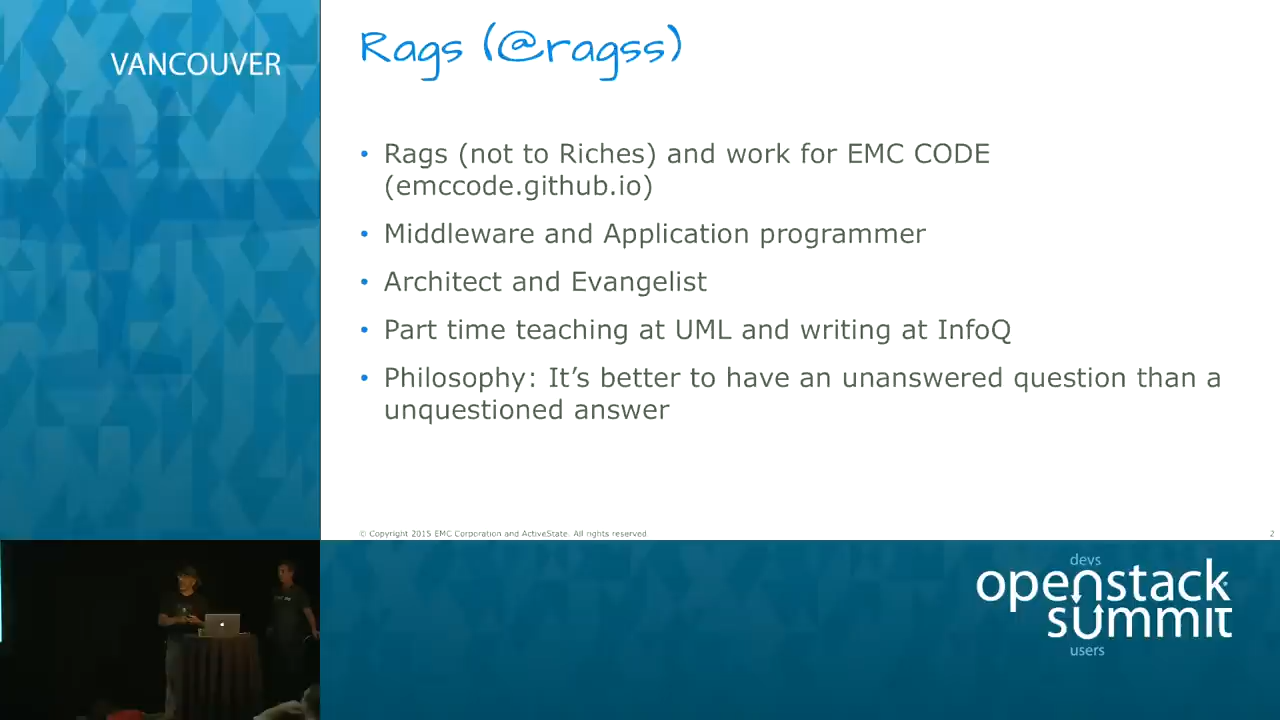 VANCOUVER
Rags (@ragss)
• Rags (not to Riches) and work for EMC CODE
(emccode.github.io)
• Middleware and Application programmer
• Architect and Evangelist
• Part time teaching at UML and writing at InfoQ
• Philosophy: It’s better to have an unanswered question than a
unquestioned answer
© Copyright 2015 EMC Corporation and ActiveState. All rights reserved
2
devs
openstack
summit
users